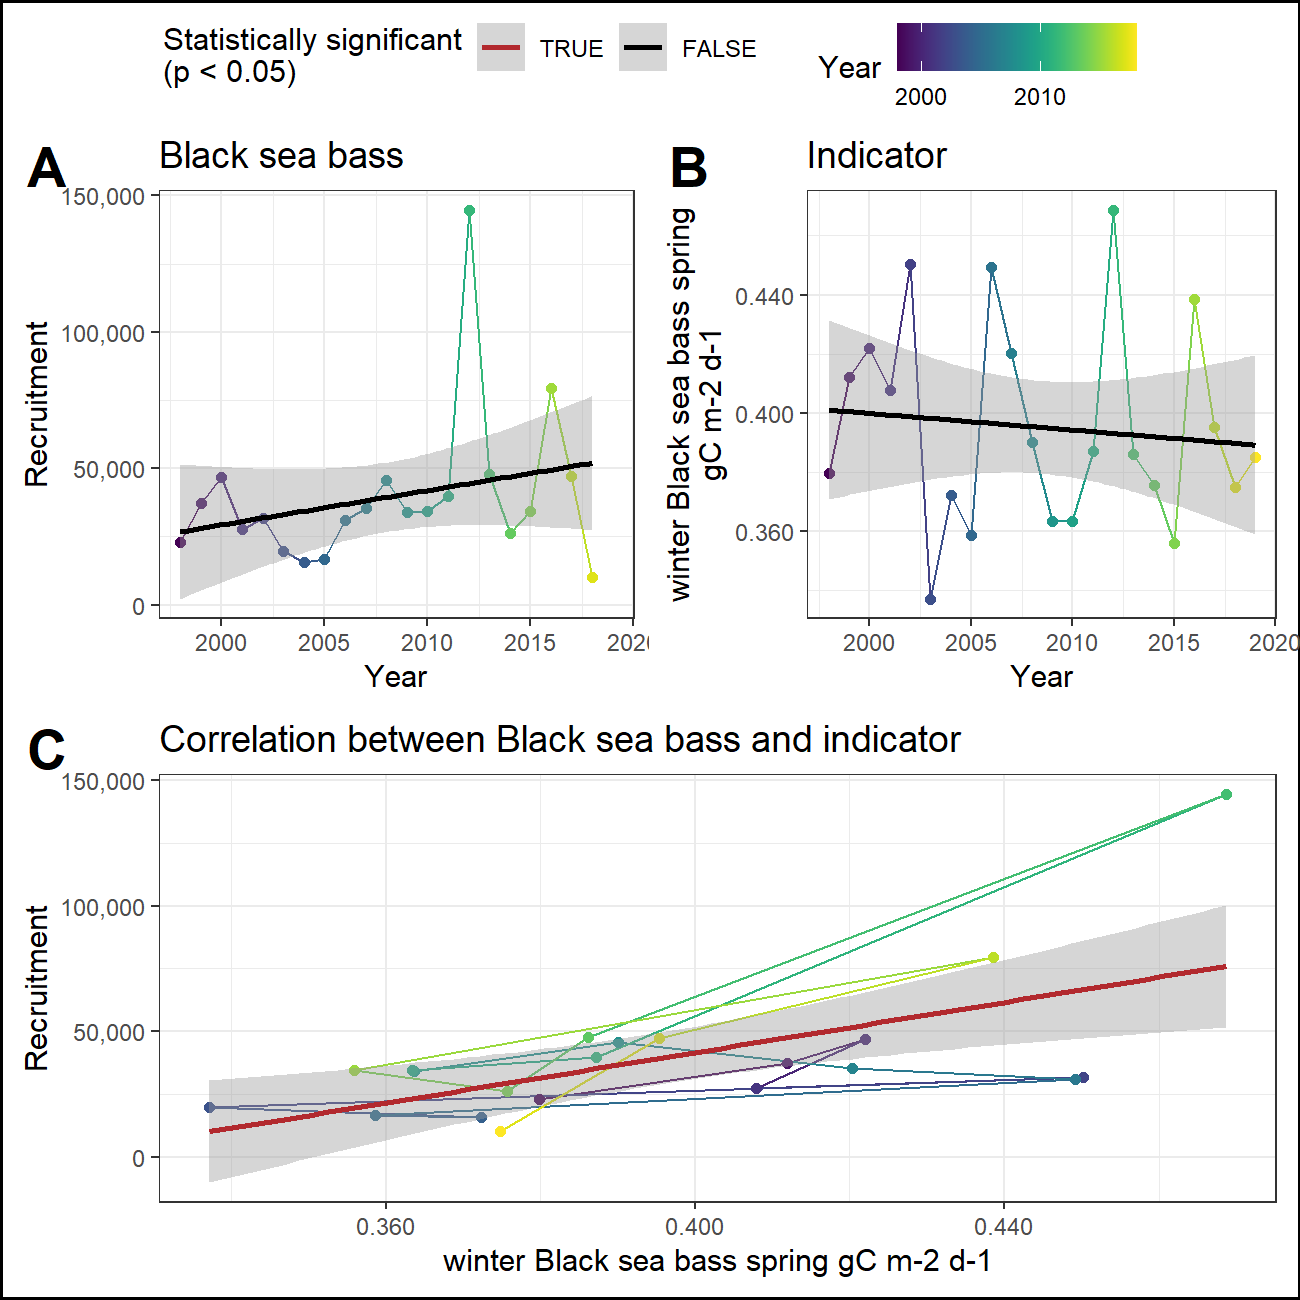 Statistically significant
(p < 0.05)
TRUE
FALSE
Year
2000
2010
A
Black sea bass
150,000
100,000
50,000
0
Recruitment
2000
2005
2010
2015
2020
Year
B
Indicator
winter Black sea bass spring
gC m-2 d-1
0.440
0.400
0.360
2000
2005
2010
2015
2020
Year
C
Correlation between Black sea bass and indicator
150,000
100,000
50,000
0
Recruitment
0.360
0.400
0.440
winter Black sea bass spring gC m-2 d-1